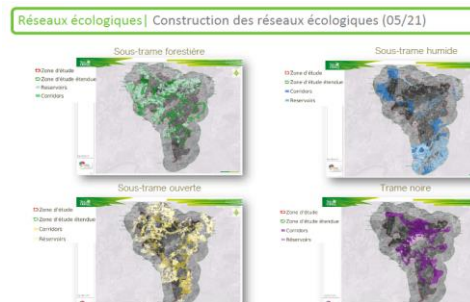 Réseaux écologiques| Construction des réseaux écologiques (05/21)
Sous-trame forestière
Zone d'étude
Zone d'étude étendue
Reservoirs
Corridors
Sous-trame humide
Zone d'étude
Zone d'étude étendue
Corridors
Reservoirs
Sous-trame ouverte
Zone d'étude
Zone d'étude étendue
Corridors
Réservoirs
Trame noire
Zone d'étude
Zone d'étude étendue
Corridors
Réservoirs